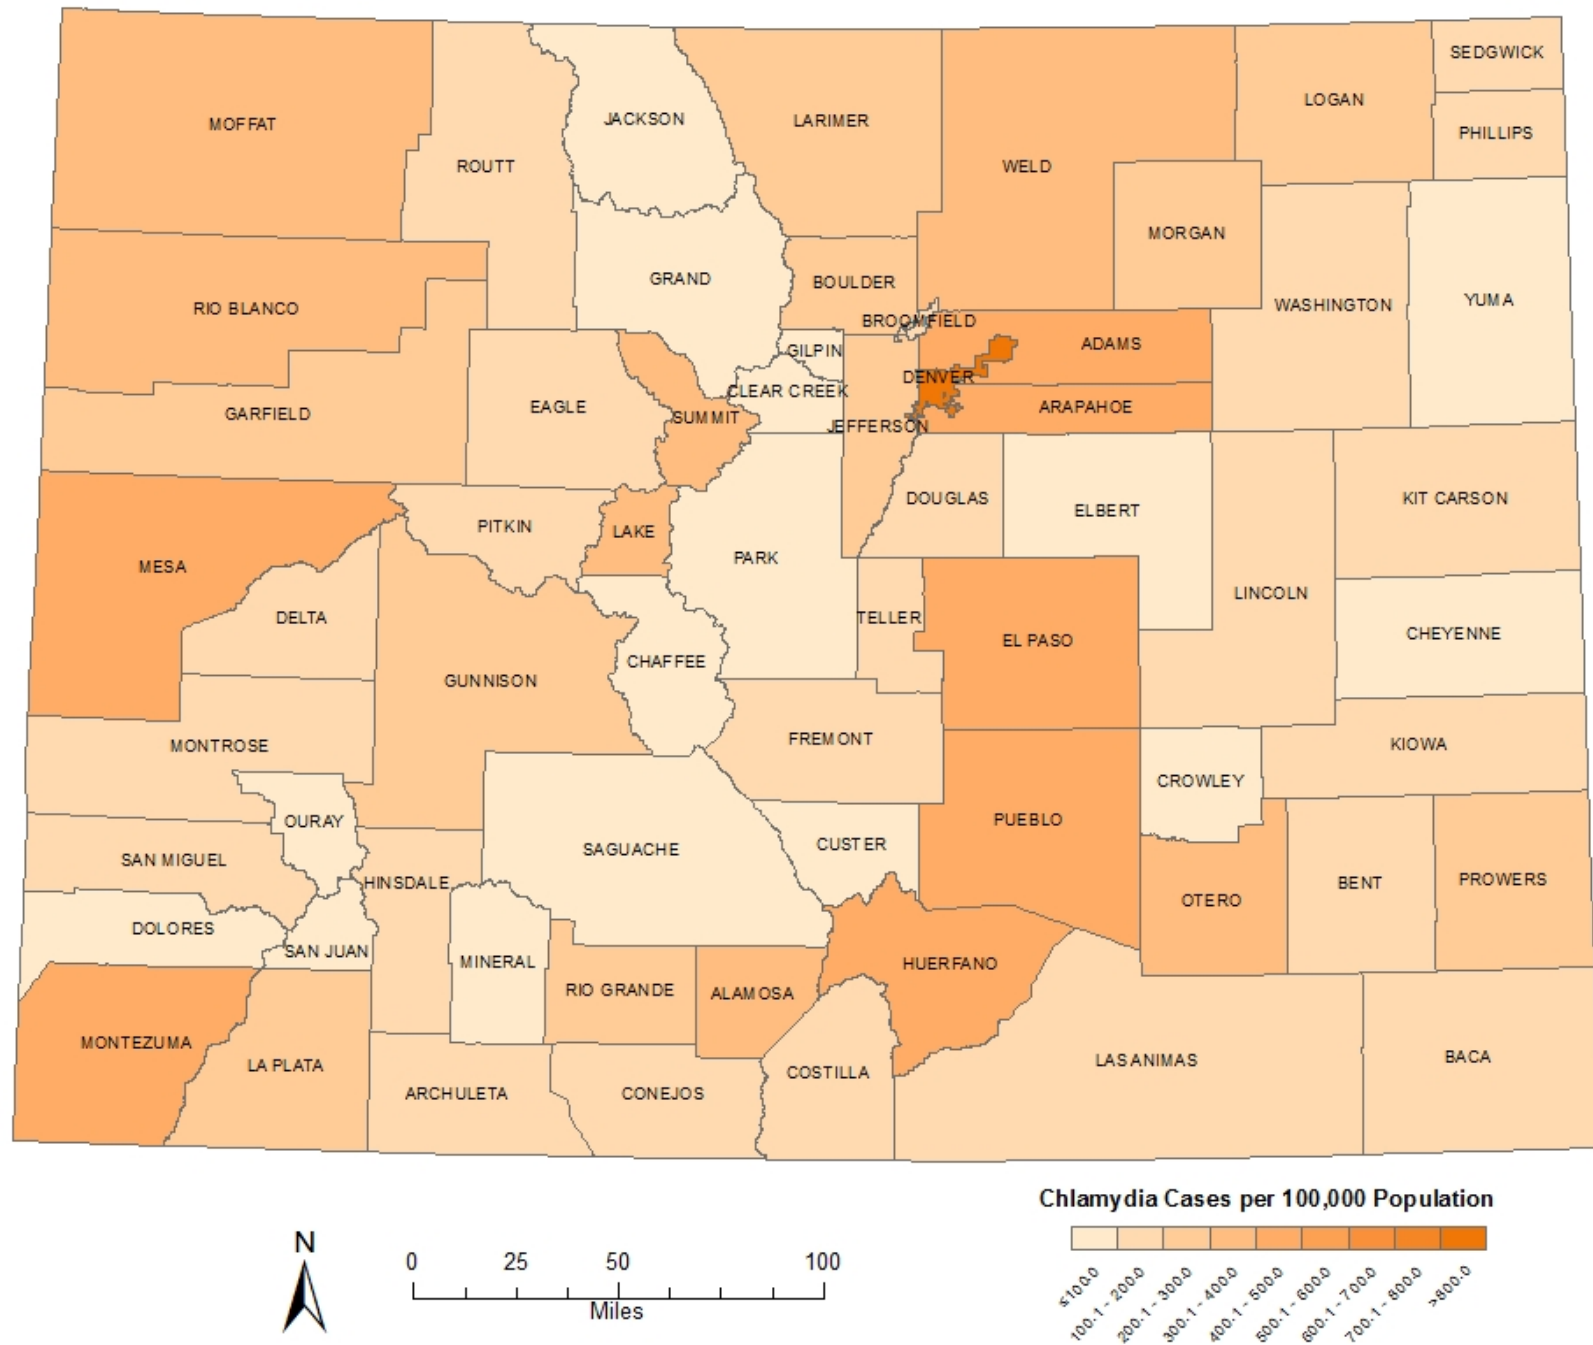 SEDGWICK
LOGAN
JACKSON
LARIMER
MOFFAT
PHILLIPS
ROUTT
WELD
MORGAN
GRAND
BOULDER
YUMA
WASHINGTON
RIO BLANCO
BROOMFIELD
GILPIN
ADAMS
DENVER
CLEAR CREEK
EAGLE
ARAPAHOE
GARFIELD
SUMMIT
JEFFERSON
DOUGLAS
KIT CARSON
ELBERT
PITKIN
LAKE
PARK
MESA
LINCOLN
DELTA
TELLER
CHEYENNE
EL PASO
CHAFFEE
GUNNISON
FREMONT
KIOWA
MONTROSE
CROWLEY
OURAY
PUEBLO
CUSTER
SAGUACHE
SAN MIGUEL
HINSDALE
BENT
PROWERS
OTERO
DOLORES
SAN JUAN
MINERAL
HUERFANO
RIO GRANDE
ALAMOSA
MONTEZUMA
LAS ANIMAS
BACA
LA PLATA
COSTILLA
ARCHULETA
CONEJOS
Chlamydia Cases per 100,000 Population
≤100.0
100.1 - 200.0
200.1 - 300.0
300.1 - 400.0
400.1 - 500.0
500.1 - 600.0
600.1 - 700.0
700.1 - 800.0
>800.0
N
0 25 50 100
Miles